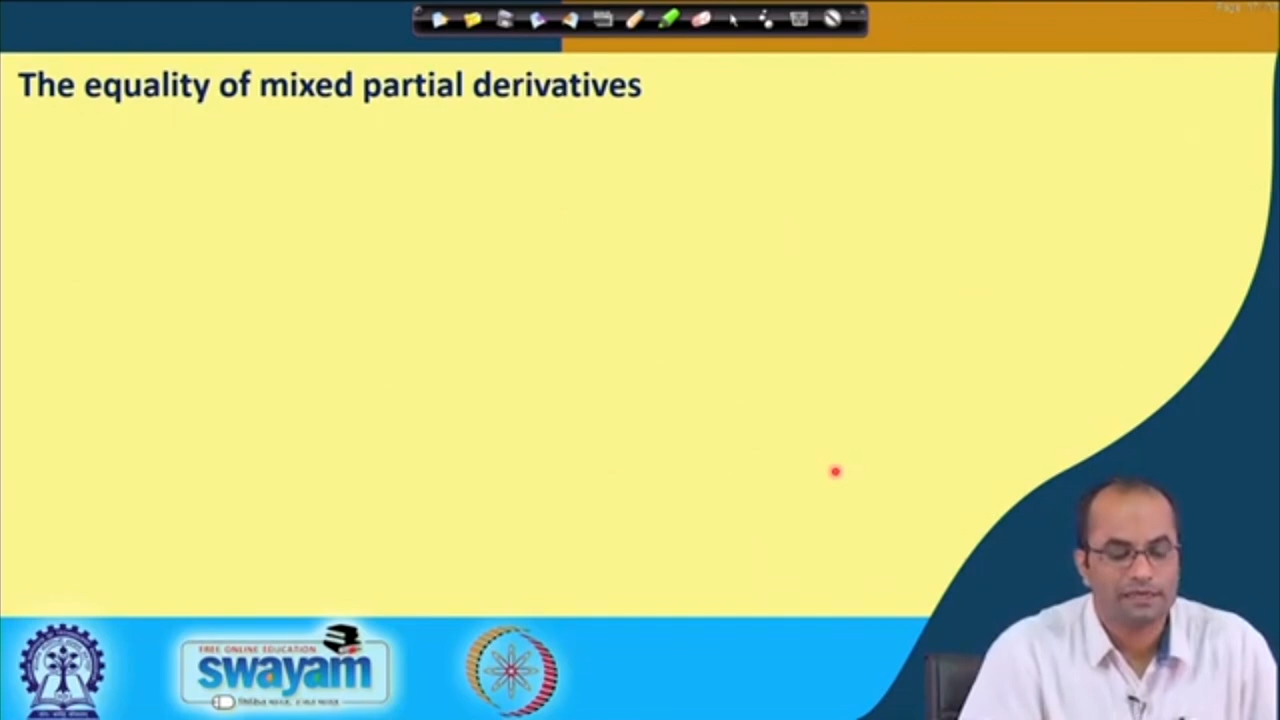 The equality of mixed partial derivatives
FREE ONLINE EDUCATION
swayam